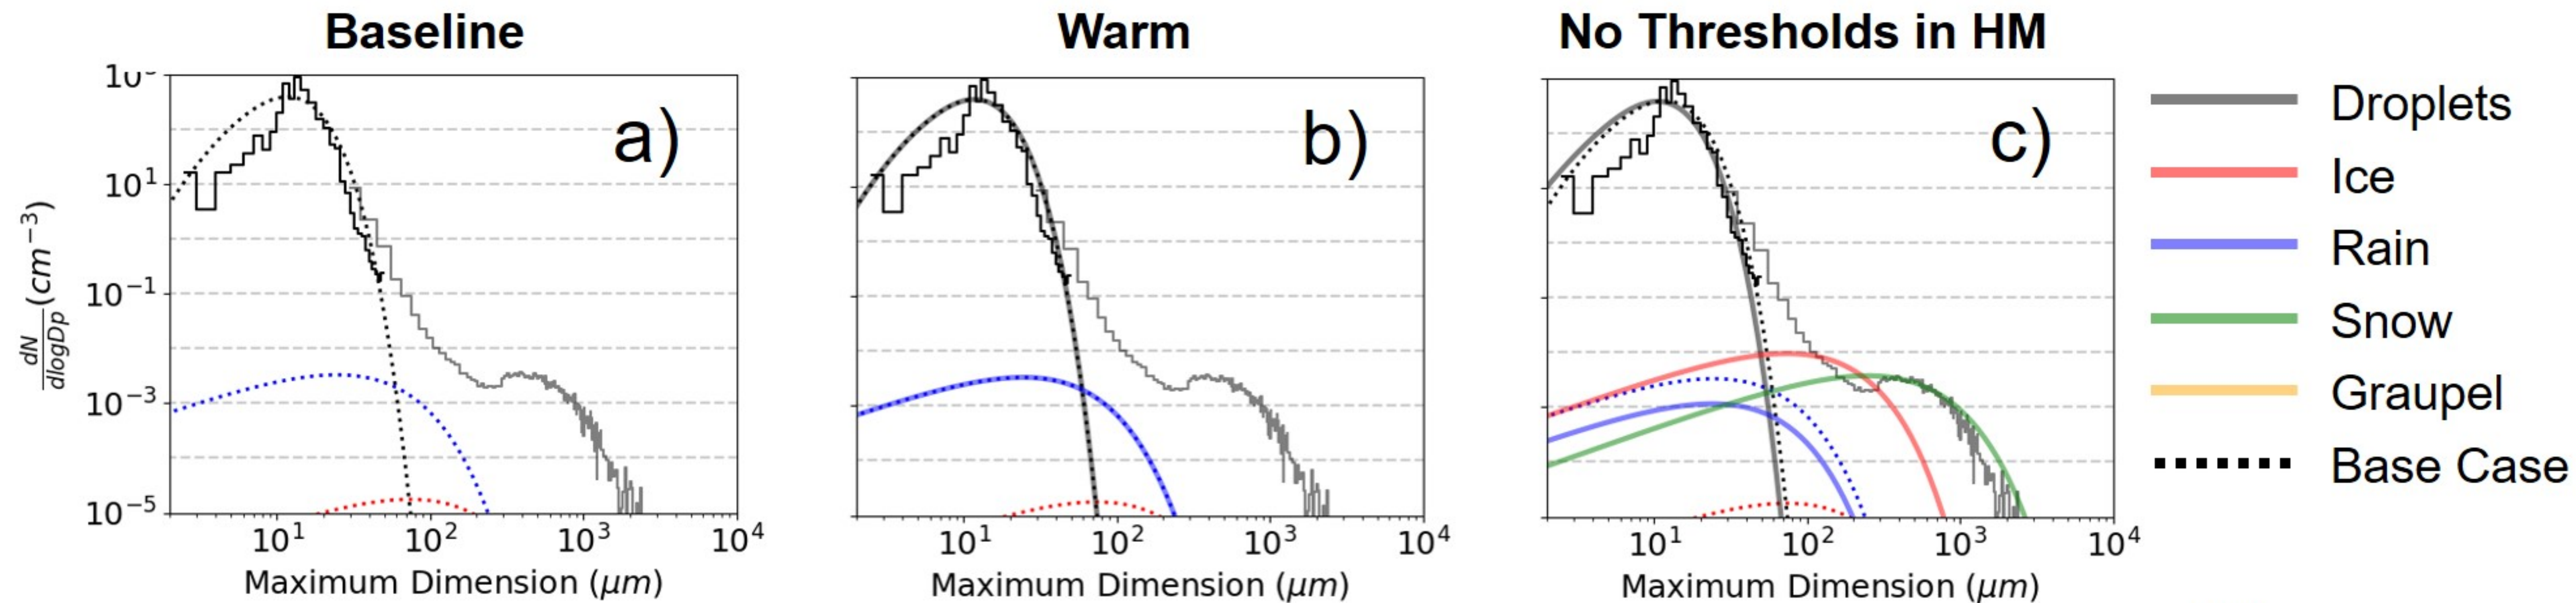 Baseline
Warm
No Thresholds in HM
a)
b)
c)
10¹
10⁻¹
10⁻³
10⁻⁵
dN/dlogDp (cm⁻³)
10¹ 10² 10³ 10⁴
10¹ 10² 10³ 10⁴
10¹ 10² 10³ 10⁴
Maximum Dimension (μm)
Maximum Dimension (μm)
Maximum Dimension (μm)
Droplets
Ice
Rain
Snow
Graupel
Base Case